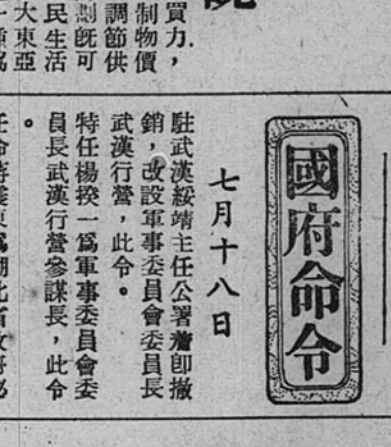 買力，
制物價
調節供
劃既可
民生活
大東亞
國府命令
七月十八日
駐武漢綏靖主任公署着卽撤
銷，改設軍事委員會委員長
武漢行營，此令。
特任楊揆一爲軍事委員會委
員長武漢行營參謀長，此令
。